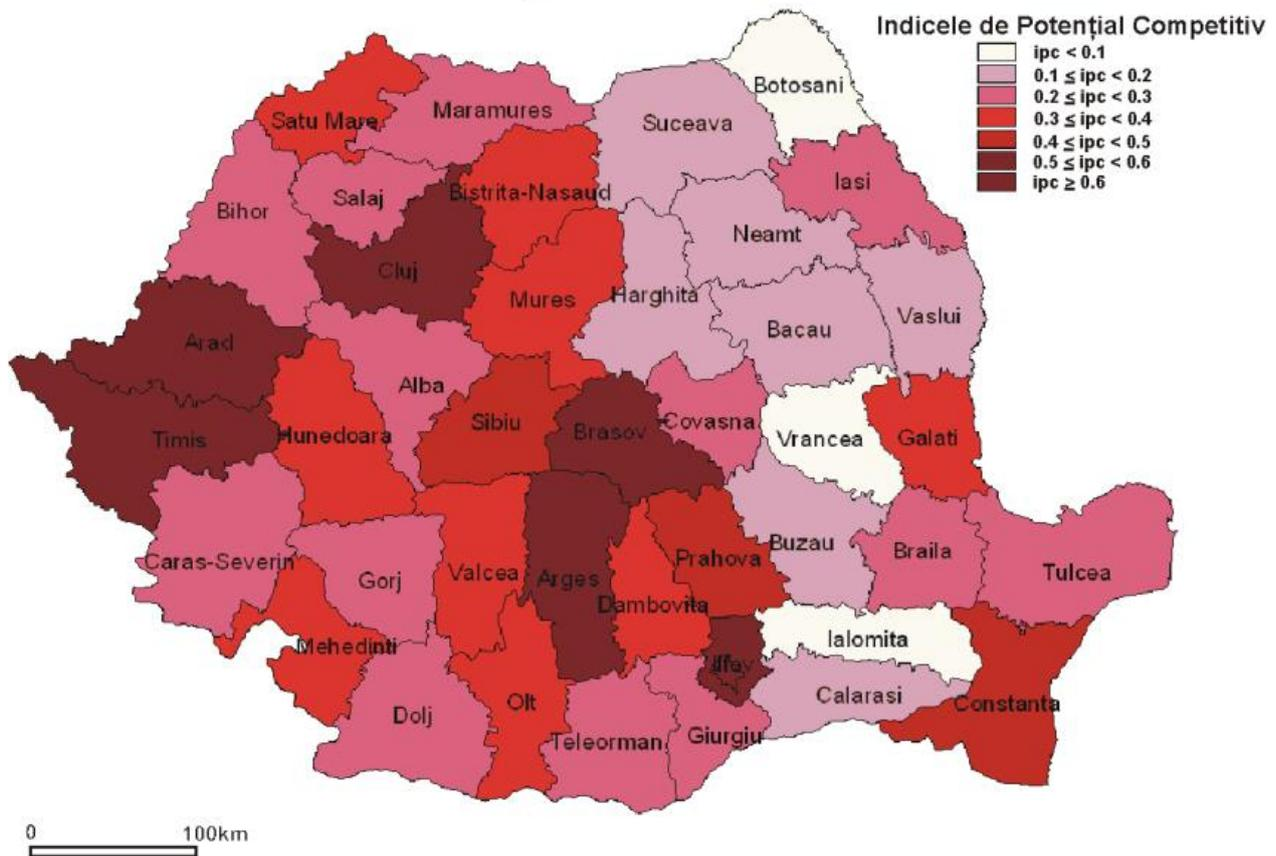 Indicele de Potențial Competitiv
ipc < 0.1
0.1 ≤ ipc < 0.2
0.2 ≤ ipc < 0.3
0.3 ≤ ipc < 0.4
0.4 ≤ ipc < 0.5
0.5 ≤ ipc < 0.6
ipc ≥ 0.6
Botosani
Satu Mare
Maramures
Suceava
Iasi
Salaj
Bistrita-Nasaud
Bihor
Neamt
Cluj
Mures
Harghita
Vaslui
Bacau
Arad
Alba
Sibiu
Covasna
Brasov
Timis
Hunedoara
Vrancea
Galati
Caras-Severin
Gorj
Valcea
Arges
Prahova
Buzau
Braila
Tulcea
Dambovita
Mehedinti
Ialomita
Ilfov
Calarasi
Constanta
Olt
Dolj
Teleorman
Giurgiu
0 100km